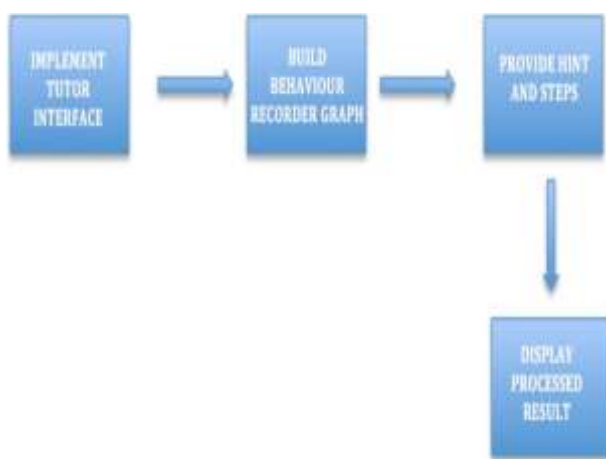 IMPLEMENT
TUTOR
INTERFACE
BUILD
BEHAVIOUR
RECORDER GRAPH
PROVIDE HINT
AND STEPS
DISPLAY
PROCESSED
RESULT